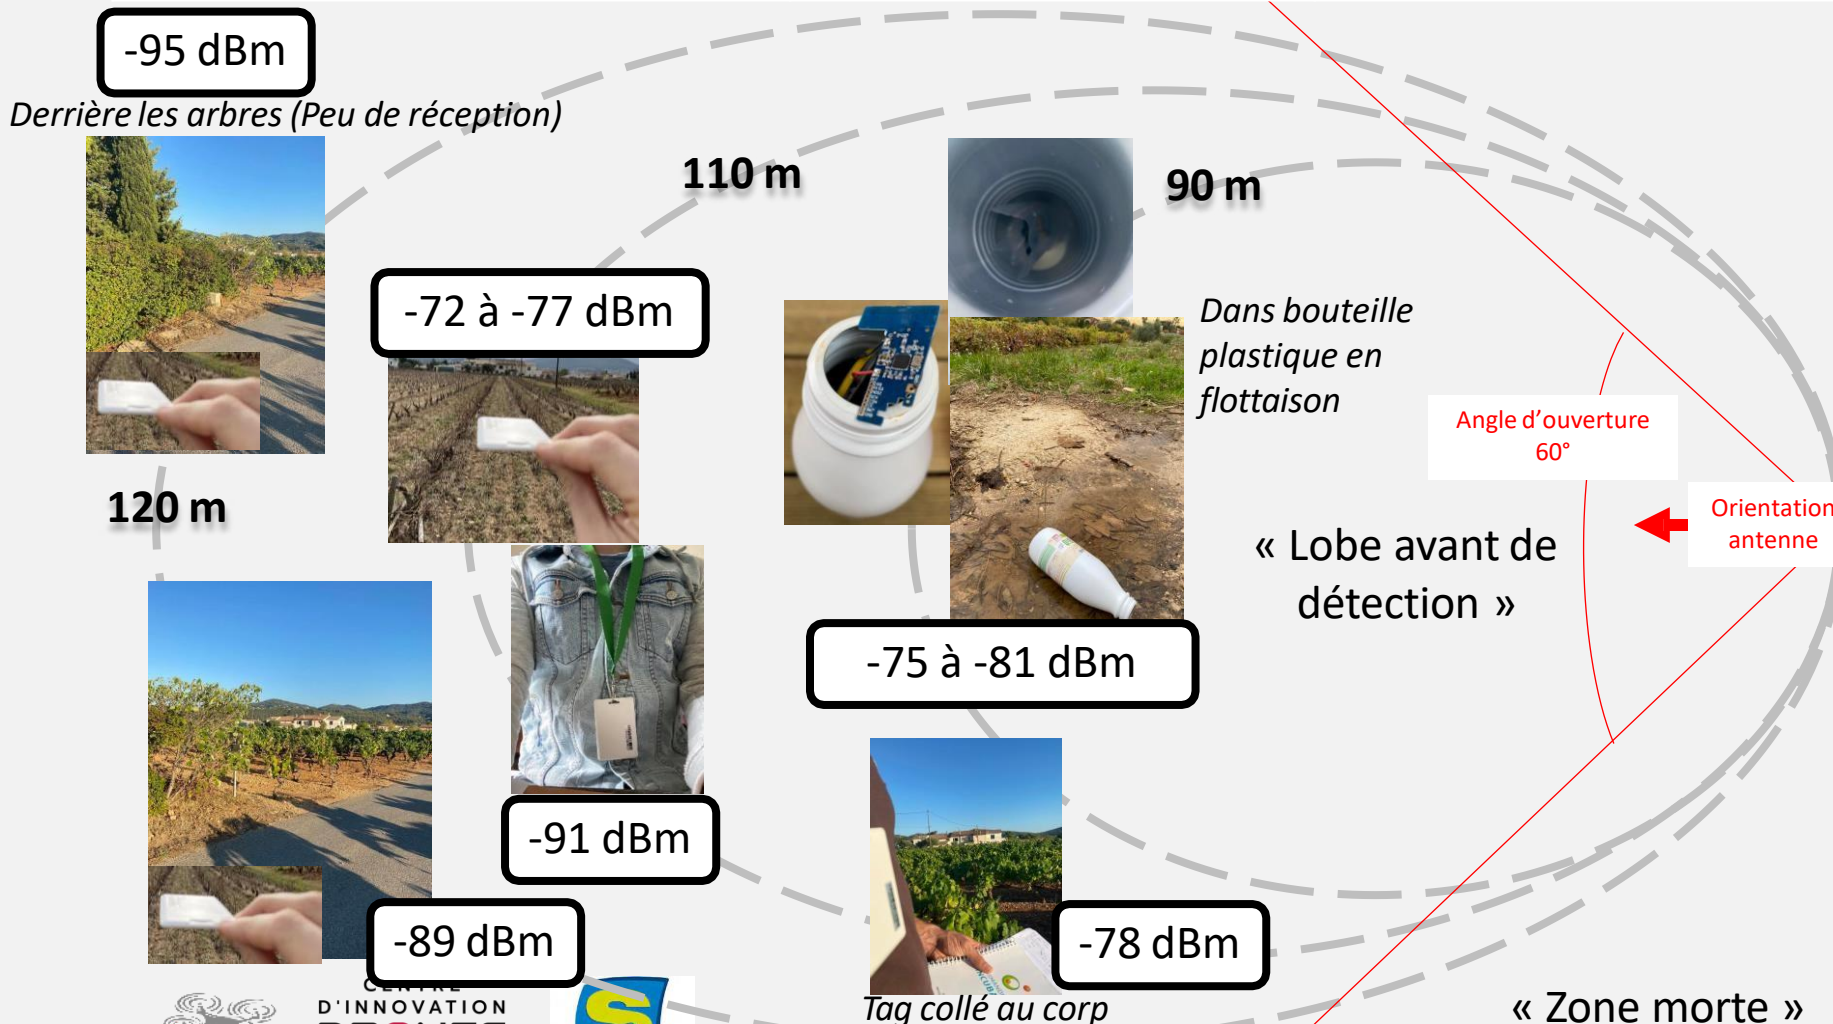 -95 dBm
Derrière les arbres (Peu de réception)
110 m
90 m
-72 à -77 dBm
Dans bouteille
plastique en
flottaison
Angle d'ouverture
60°
Orientation
antenne
120 m
« Lobe avant de
détection »
-75 à -81 dBm
-91 dBm
-89 dBm
-78 dBm
Tag collé au corp
« Zone morte »
CENTRE
D'INNOVATION
DRONES